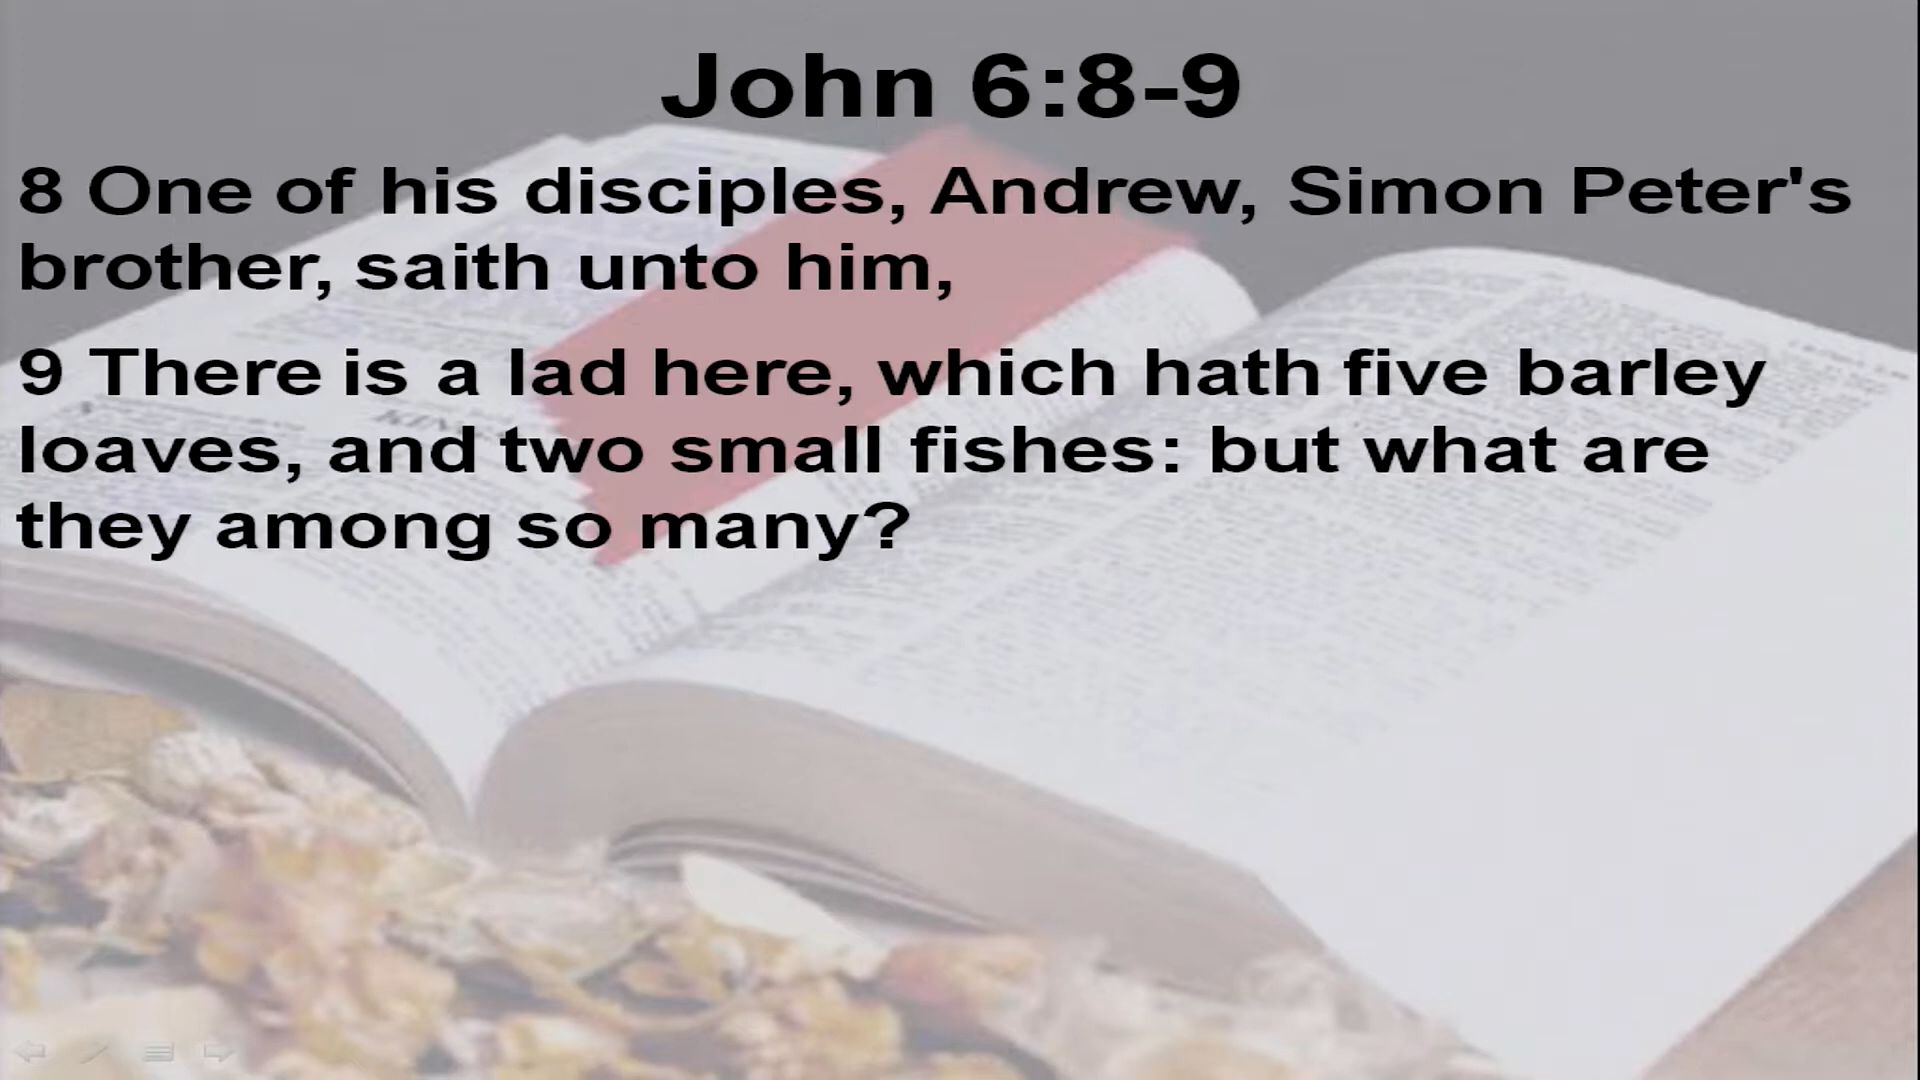 John 6:8-9
8 One of his disciples, Andrew, Simon Peter's
brother, saith unto him,
9 There is a lad here, which hath five barley
loaves, and two small fishes: but what are
they among so many?